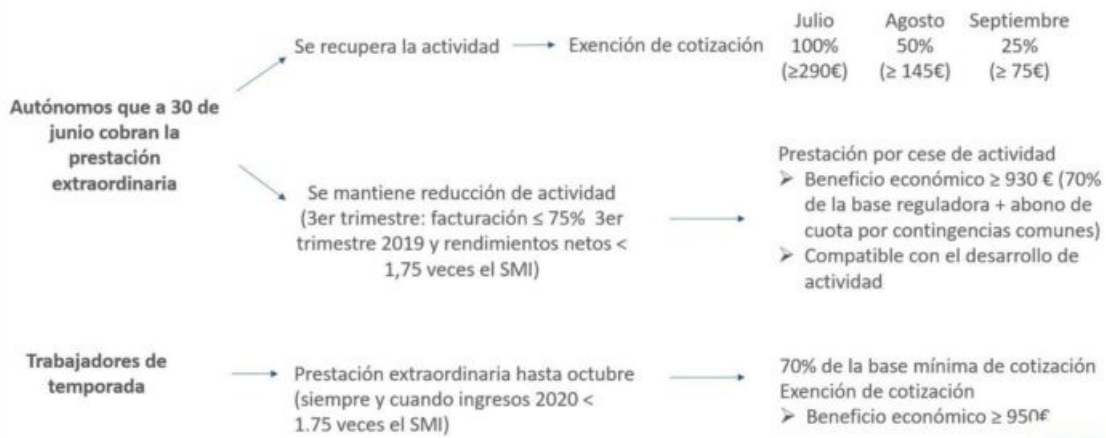 Julio Agosto Septiembre
Se recupera la actividad Exención de cotización 100% 50% 25%
(≥290€) (≥ 145€) (≥ 75€)
Autónomos que a 30 de
junio cobran la
prestación
extraordinaria
Se mantiene reducción de actividad
(3er trimestre: facturación ≤ 75% 3er
trimestre 2019 y rendimientos netos <
1,75 veces el SMI)
Prestación por cese de actividad
➢ Beneficio económico ≥ 930 € (70%
de la base reguladora + abono de
cuota por contingencias comunes)
➢ Compatible con el desarrollo de
actividad
Trabajadores de
temporada
Prestación extraordinaria hasta octubre
(siempre y cuando ingresos 2020 <
1.75 veces el SMI)
70% de la base mínima de cotización
Exención de cotización
➢ Beneficio económico ≥ 950€